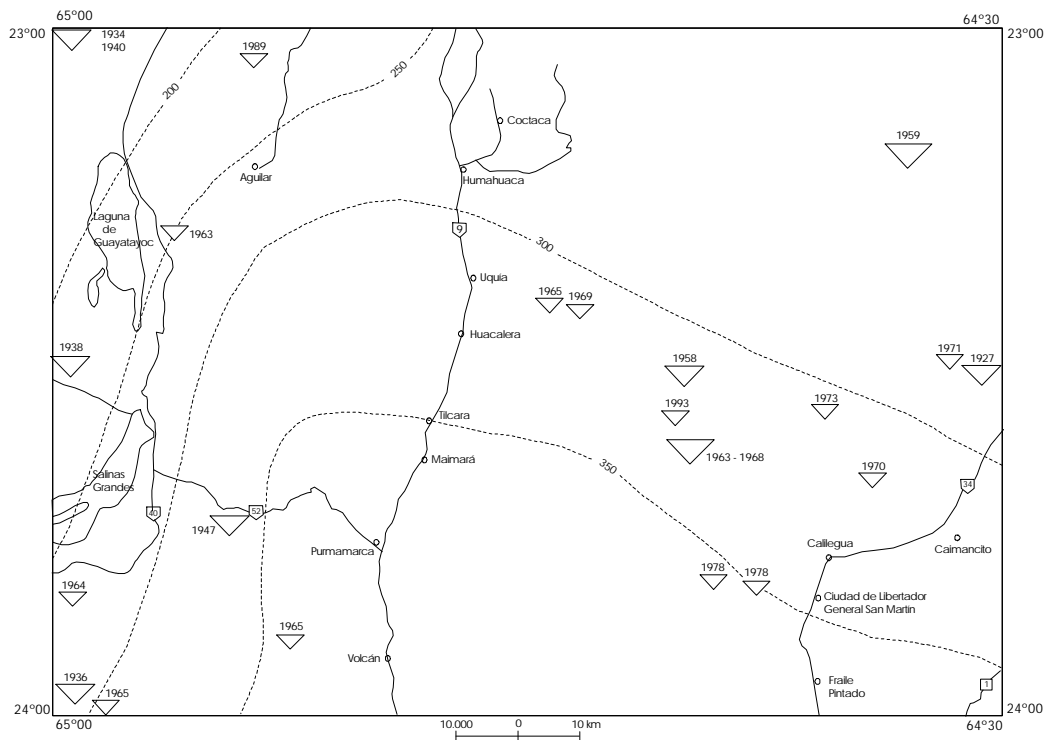 65°00
64°30
23°00
23°00
1934
1940
1989
250
200
Coctaca
1959
Aguilar
Humahuaca
Laguna
de
Guayatayoc
1963
9
300
Uquia
1965
1969
Huacalera
1938
1958
1971
1927
1993
1973
Tilcara
350
1963 - 1968
Maimará
1970
Salinas
Grandes
34
40
52
1947
Purmamarca
Calilegua
Caimancito
1964
1978
1978
Ciudad de Libertador
General San Martin
1965
Volcán
1936
1965
Fraile
Pintado
1
24°00
24°00
65°00
64°30
10.000
0
10 km